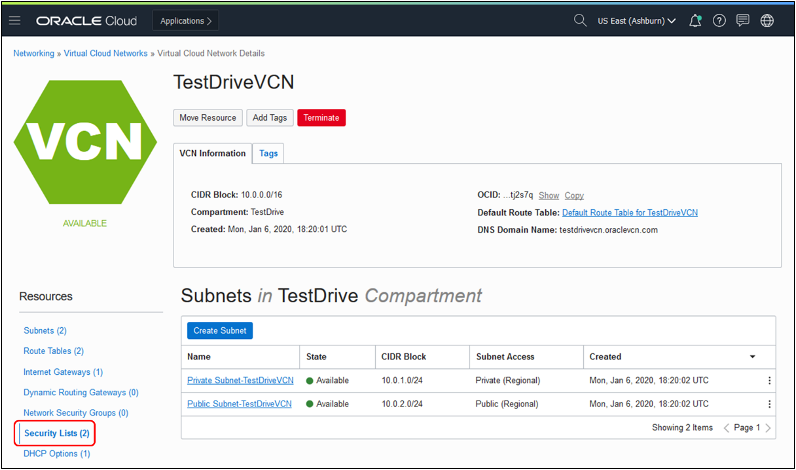 ORACLE Cloud Applications > US East (Ashburn)
Networking » Virtual Cloud Networks » Virtual Cloud Network Details
VCN
AVAILABLE
TestDriveVCN
Move Resource Add Tags Terminate
VCN Information Tags
CIDR Block: 10.0.0.0/16 OCID: ...tj2s7q Show Copy
Compartment: TestDrive Default Route Table: Default Route Table for TestDriveVCN
Created: Mon, Jan 6, 2020, 18:20:01 UTC DNS Domain Name: testdrivevcn.oraclevcn.com
Resources
Subnets (2)
Route Tables (2)
Internet Gateways (1)
Dynamic Routing Gateways (0)
Network Security Groups (0)
Security Lists (2)
DHCP Options (1)
Subnets in TestDrive Compartment
Create Subnet
Name State CIDR Block Subnet Access Created
Private Subnet-TestDriveVCN Available 10.0.1.0/24 Private (Regional) Mon, Jan 6, 2020, 18:20:02 UTC
Public Subnet-TestDriveVCN Available 10.0.2.0/24 Public (Regional) Mon, Jan 6, 2020, 18:20:02 UTC
Showing 2 Items < Page 1 >